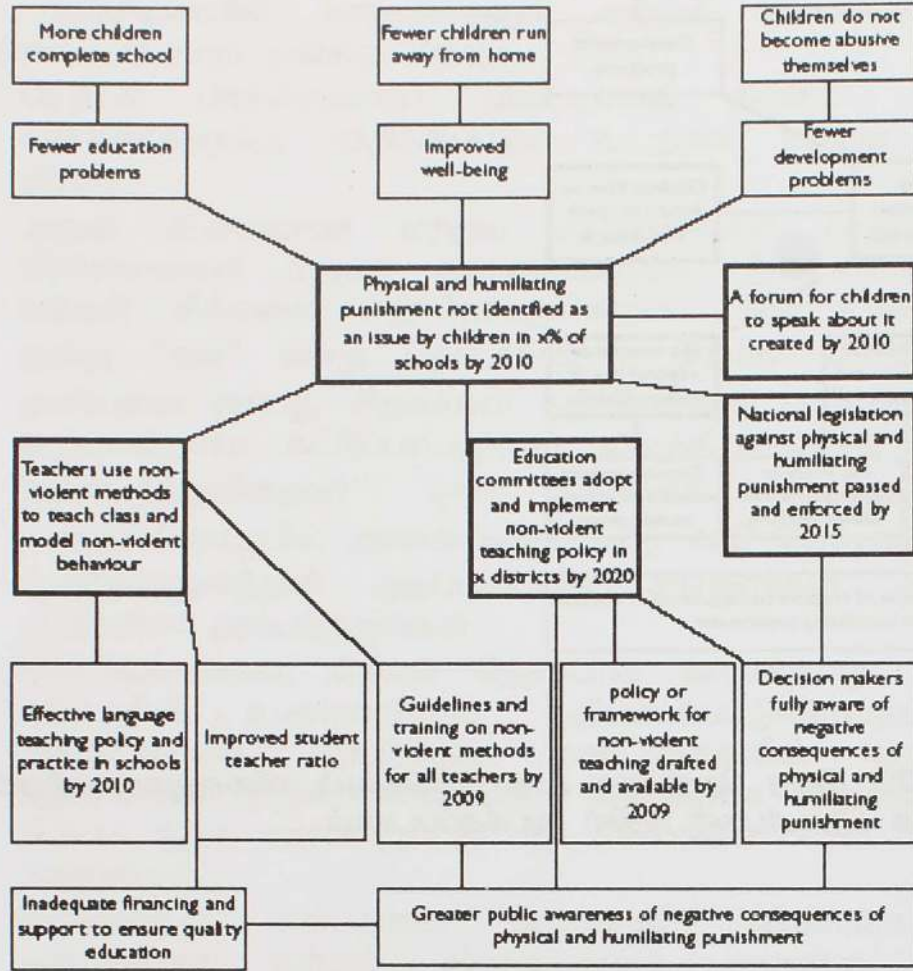 More children
complete school
Fewer children run
away from home
Children do not
become abusive
themselves
Fewer education
problems
Improved
well-being
Fewer
development
problems
Physical and humiliating
punishment not identified as
an issue by children in x% of
schools by 2010
A forum for children
to speak about it
created by 2010
Teachers use non-
violent methods
to teach class and
model non-violent
behaviour
Education
committees adopt
and implement
non-violent
teaching policy in
x districts by 2020
National legislation
against physical and
humiliating
punishment passed
and enforced by
2015
Effective language
teaching policy and
practice in schools
by 2010
Improved student
teacher ratio
Guidelines and
training on non-
violent methods
for all teachers by
2009
policy or
framework for
non-violent
teaching drafted
and available by
2009
Decision makers
fully aware of
negative
consequences of
physical and
humiliating
punishment
Inadequate financing and
support to ensure quality
education
Greater public awareness of negative consequences of
physical and humiliating punishment